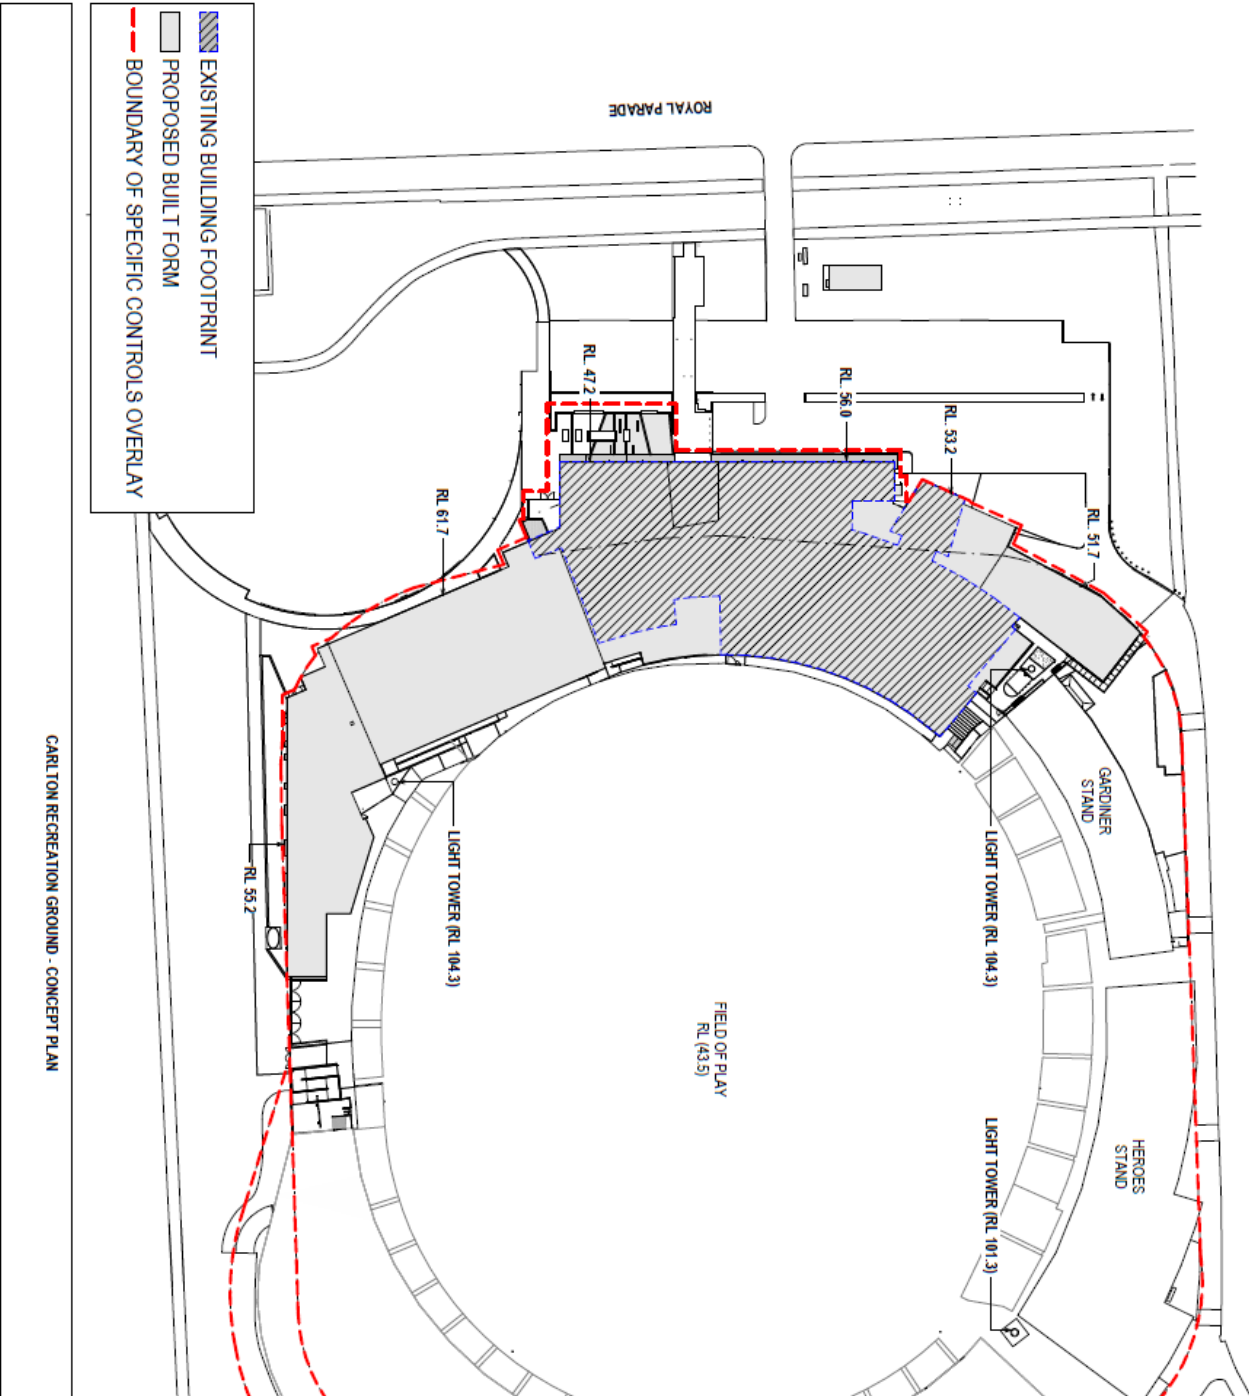 EXISTING BUILDING FOOTPRINT
PROPOSED BUILT FORM
BOUNDARY OF SPECIFIC CONTROLS OVERLAY
ROYAL PARADE
RL. 47.2
RL. 56.0
RL. 53.2
RL. 51.7
RL 61.7
RL 55.2
LIGHT TOWER (RL 104.3)
LIGHT TOWER (RL 104.3)
GARDINER
STAND
FIELD OF PLAY
RL (43.5)
HEROES
STAND
LIGHT TOWER (RL 101.3)
CARLTON RECREATION GROUND - CONCEPT PLAN